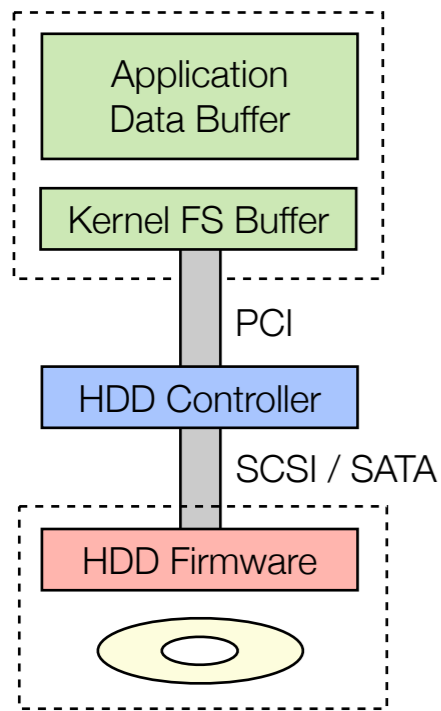 Application
Data Buffer
Kernel FS Buffer
PCI
HDD Controller
SCSI / SATA
HDD Firmware